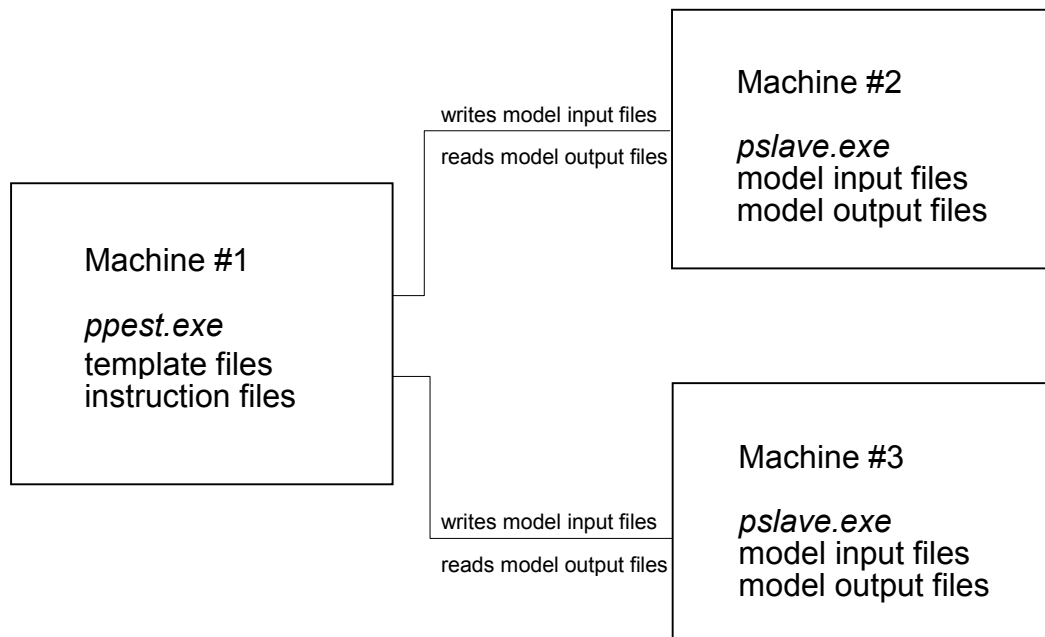 Machine #1
ppest.exe
template files
instruction files
writes model input files
reads model output files
Machine #2
pslave.exe
model input files
model output files
writes model input files
reads model output files
Machine #3
pslave.exe
model input files
model output files